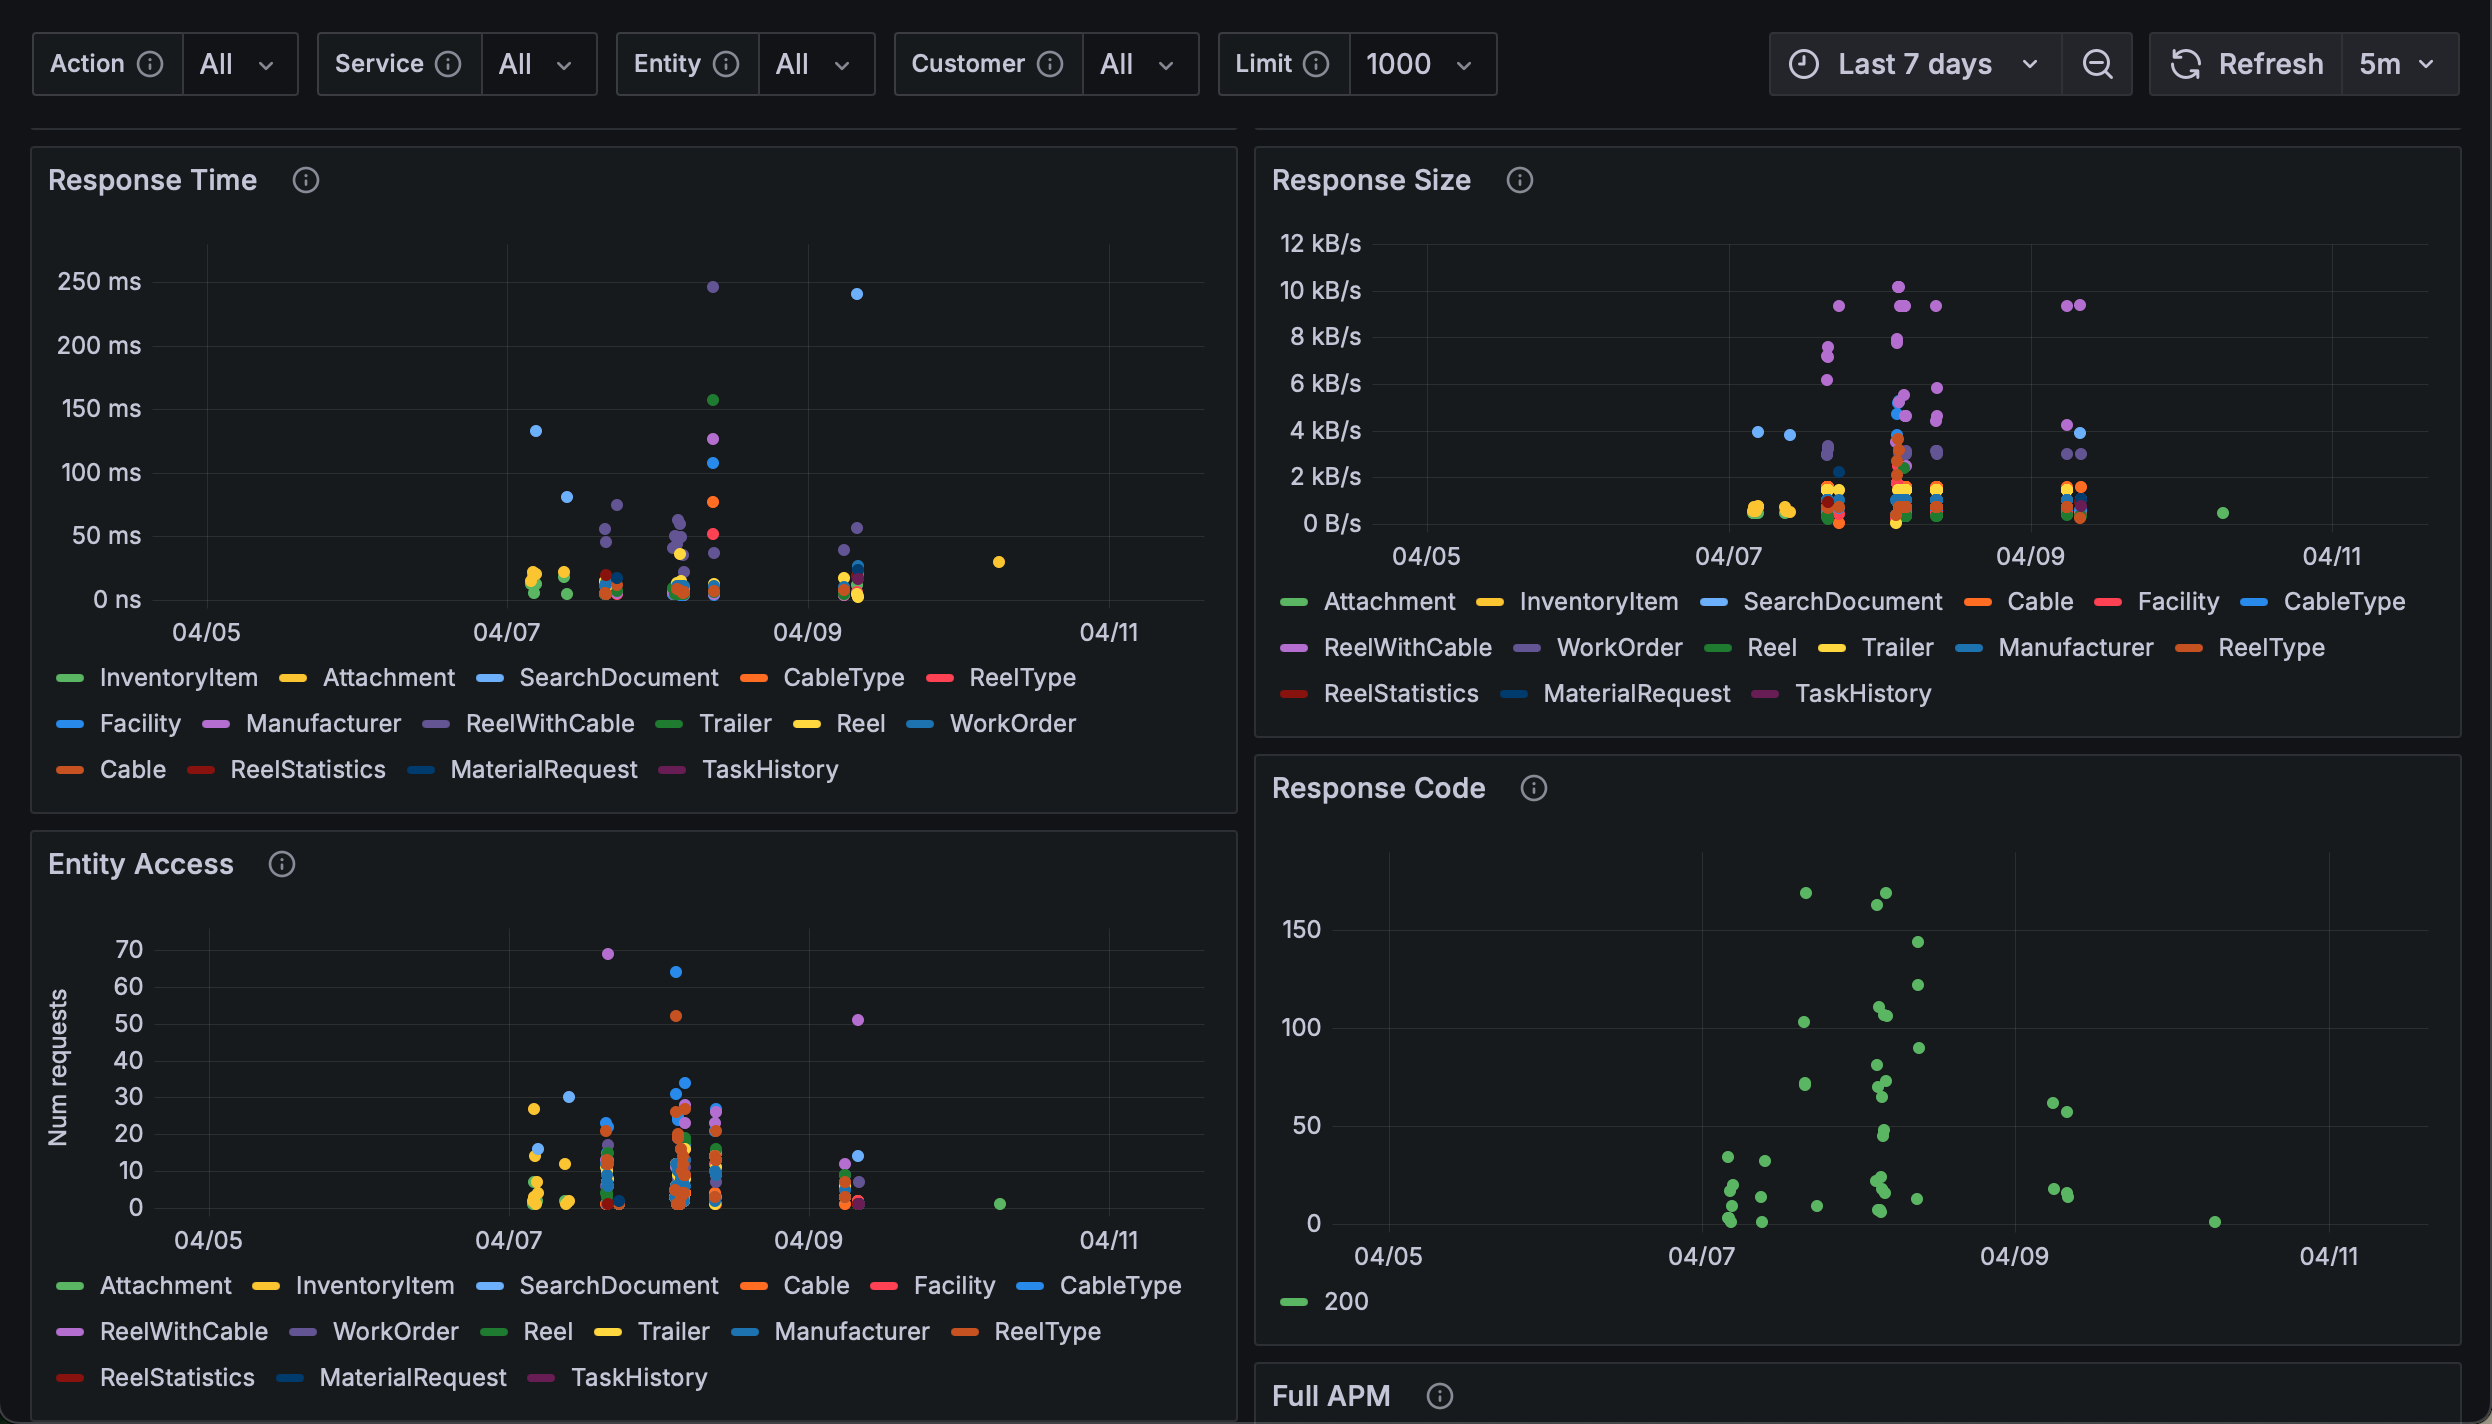 Action All Service All Entity All Customer All Limit 1000 Last 7 days Refresh 5m
Response Time
250 ms
200 ms
150 ms
100 ms
50 ms
0 ns
04/05 04/07 04/09 04/11
InventoryItem Attachment SearchDocument CableType ReelType
Facility Manufacturer ReelWithCable Trailer Reel WorkOrder
Cable ReelStatistics MaterialRequest TaskHistory
Response Size
12 kB/s
10 kB/s
8 kB/s
6 kB/s
4 kB/s
2 kB/s
0 B/s
04/05 04/07 04/09 04/11
Attachment InventoryItem SearchDocument Cable Facility CableType
ReelWithCable WorkOrder Reel Trailer Manufacturer ReelType
ReelStatistics MaterialRequest TaskHistory
Entity Access
Num requests
70
60
50
40
30
20
10
0
04/05 04/07 04/09 04/11
Attachment InventoryItem SearchDocument Cable Facility CableType
ReelWithCable WorkOrder Reel Trailer Manufacturer ReelType
ReelStatistics MaterialRequest TaskHistory
Response Code
150
100
50
0
04/05 04/07 04/09 04/11
200
Full APM